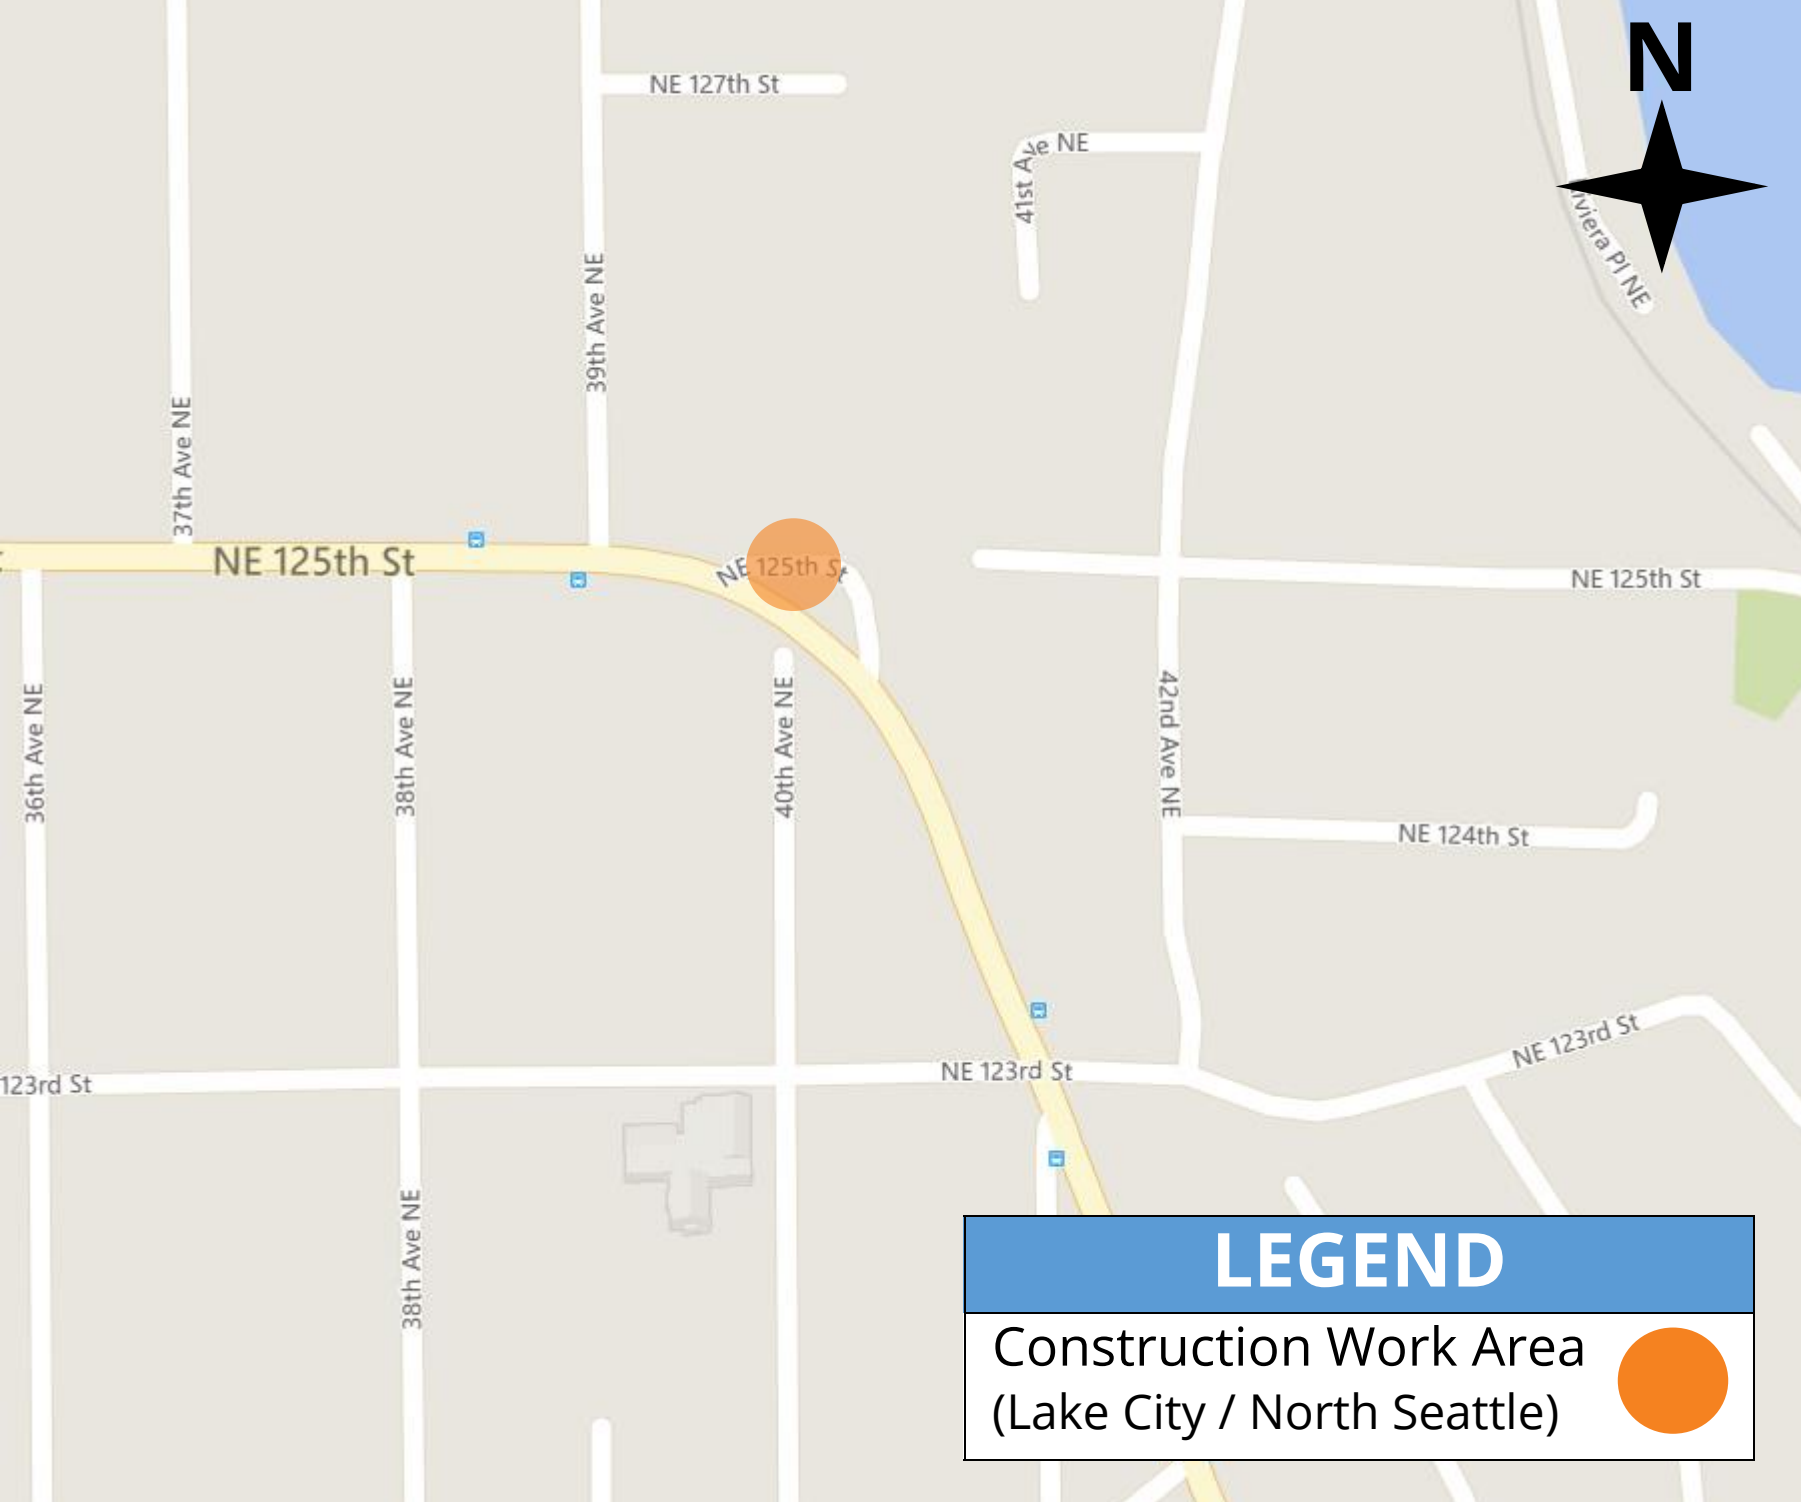 N
NE 127th St
41st Ave NE
39th Ave NE
37th Ave NE
NE 125th St
NE 125th St
NE 125th St
36th Ave NE
38th Ave NE
40th Ave NE
42nd Ave NE
NE 124th St
123rd St
NE 123rd St
NE 123rd St
38th Ave NE
LEGEND
Construction Work Area
(Lake City / North Seattle)